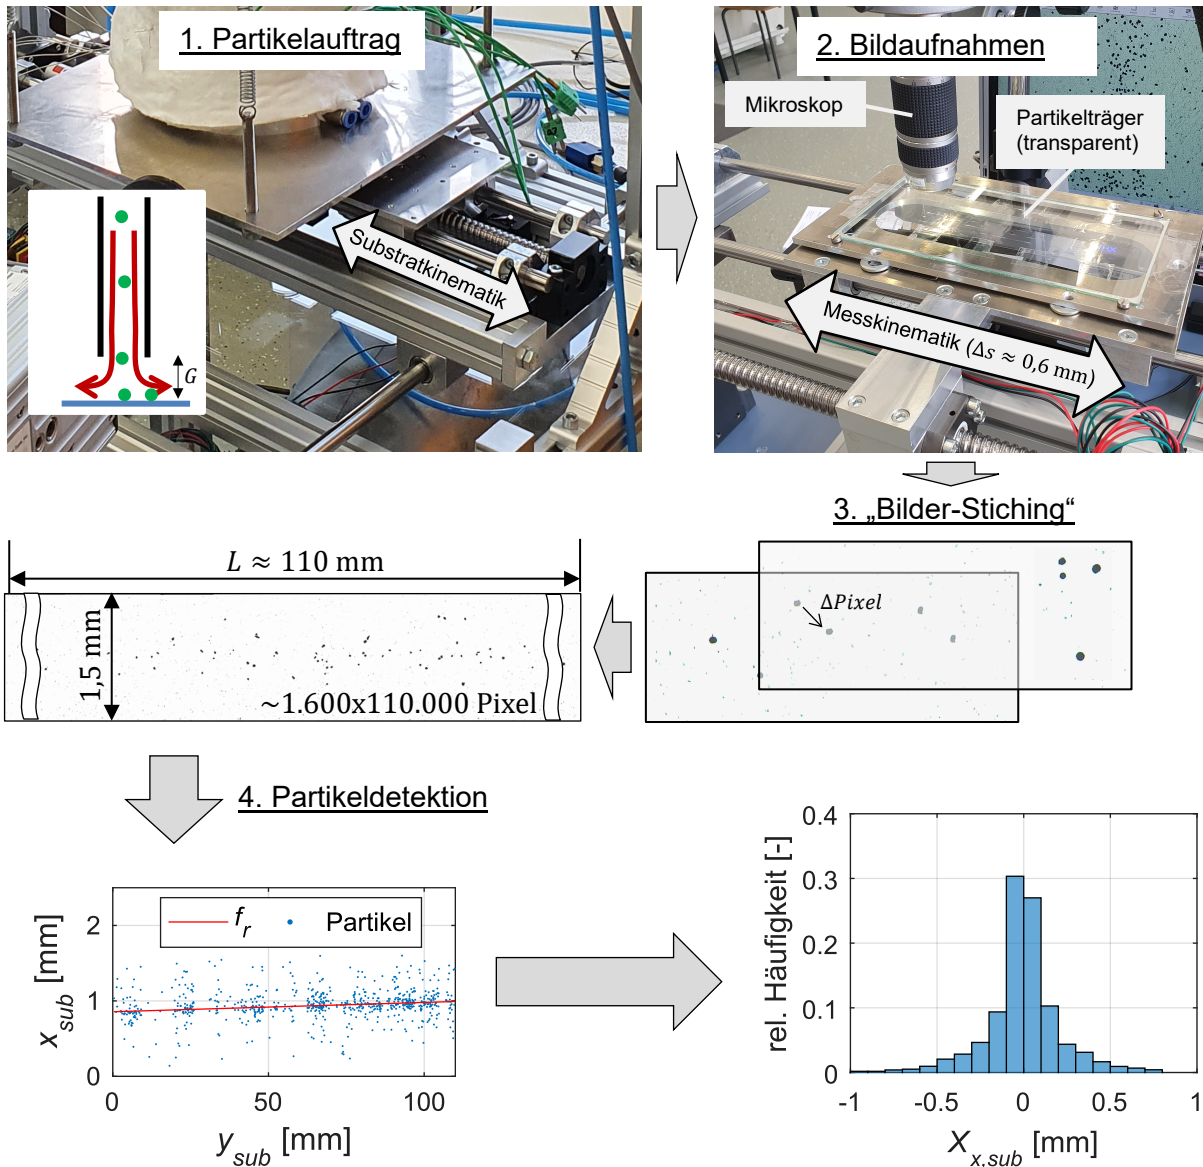 1. Partikelauftrag
Substratkinematik
G
2. Bildaufnahmen
Mikroskop
Partikelträger
(transparent)
Messkinematik (Δs ≈ 0,6 mm)
3. „Bilder-Stiching“
ΔPixel
L ≈ 110 mm
1,5 mm
~1.600x110.000 Pixel
4. Partikeldetektion
f_r
Partikel
x_sub [mm]
2
1
0
0
50
100
y_sub [mm]
rel. Häufigkeit [-]
0.4
0.3
0.2
0.1
0
-1
-0.5
0
0.5
1
X_x,sub [mm]